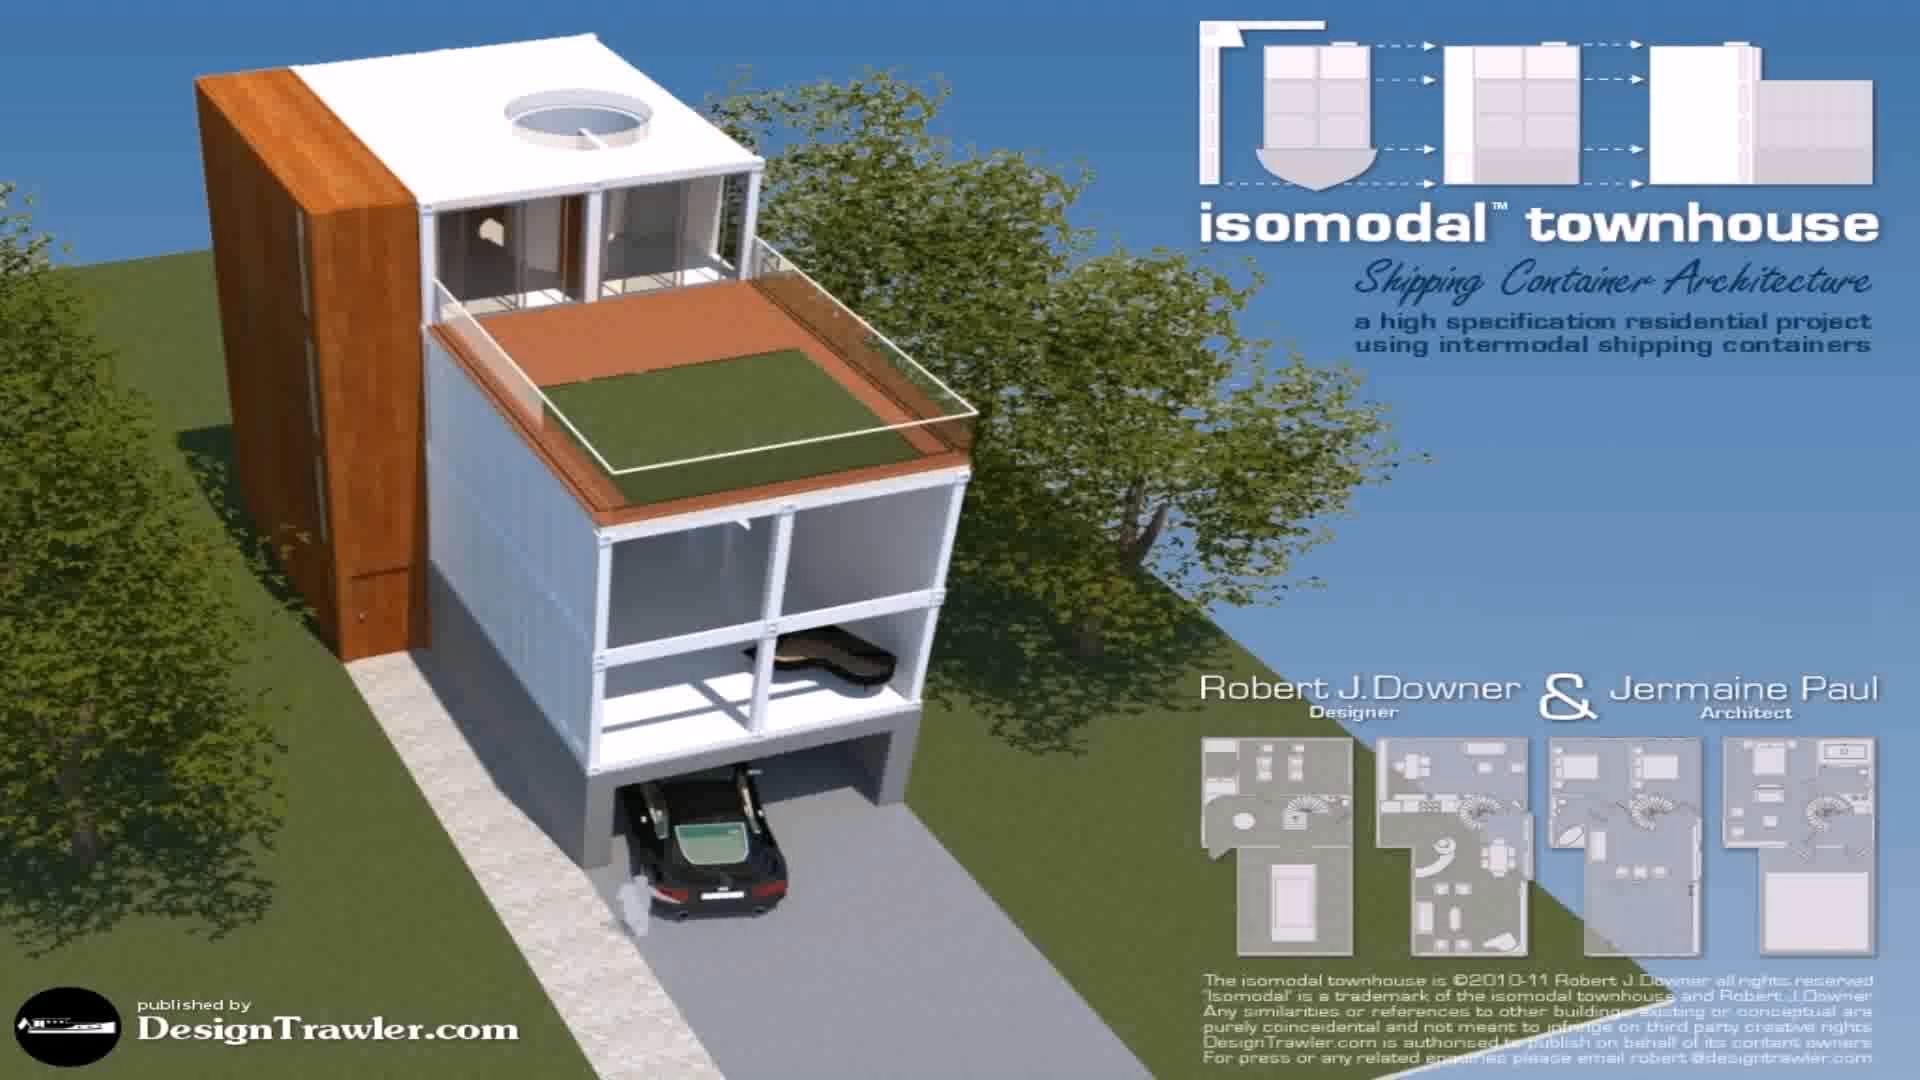 isomodal™ townhouse
Shipping Container Architecture
a high specification residential project
using intermodal shipping containers
Robert J. Downer & Jermaine Paul
Designer Architect
The isomodal townhouse is ©2010-11 Robert J.Downer all rights reserved
'Isomodal' is a trademark of the isomodal townhouse and Robert J.Downer
Any similarities or references to other buildings existing or conceptual are
purely coinceidental and not meant to infringe on third party creative rights
DesignTrawler.com is authorised to publish on behalf of its content owners
For press or any related enquiries please email robert@designtrawler.com
published by
DesignTrawler.com